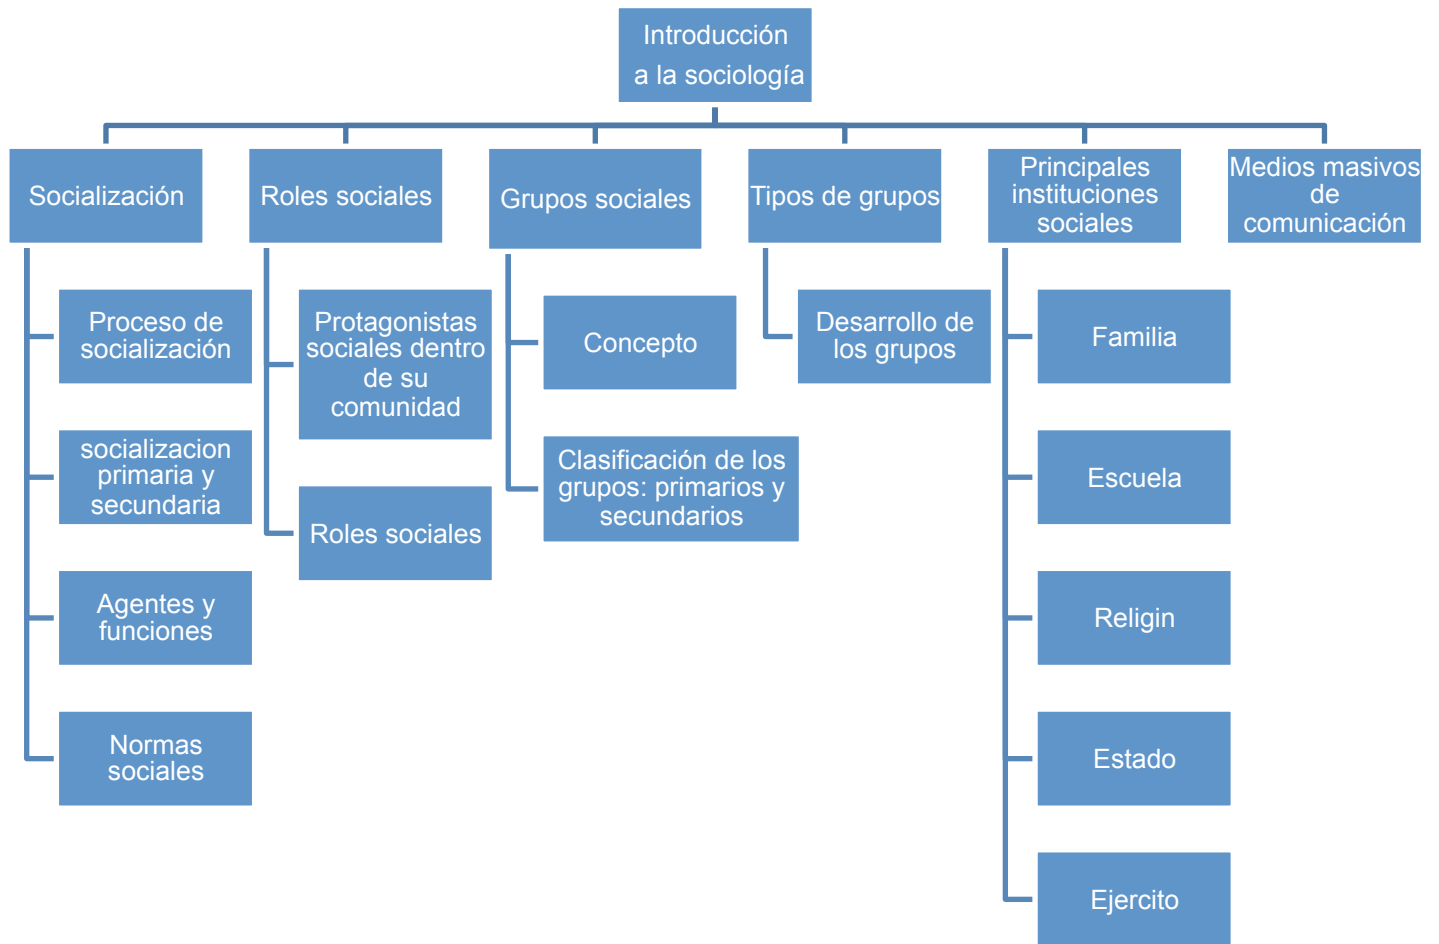 Introducción
a la sociología
Socialización
Roles sociales
Grupos sociales
Tipos de grupos
Principales
instituciones
sociales
Medios masivos
de
comunicación
Proceso de
socialización
socializacion
primaria y
secundaria
Agentes y
funciones
Normas
sociales
Protagonistas
sociales dentro
de su
comunidad
Roles sociales
Concepto
Clasificación de los
grupos: primarios y
secundarios
Desarrollo de
los grupos
Familia
Escuela
Religin
Estado
Ejercito